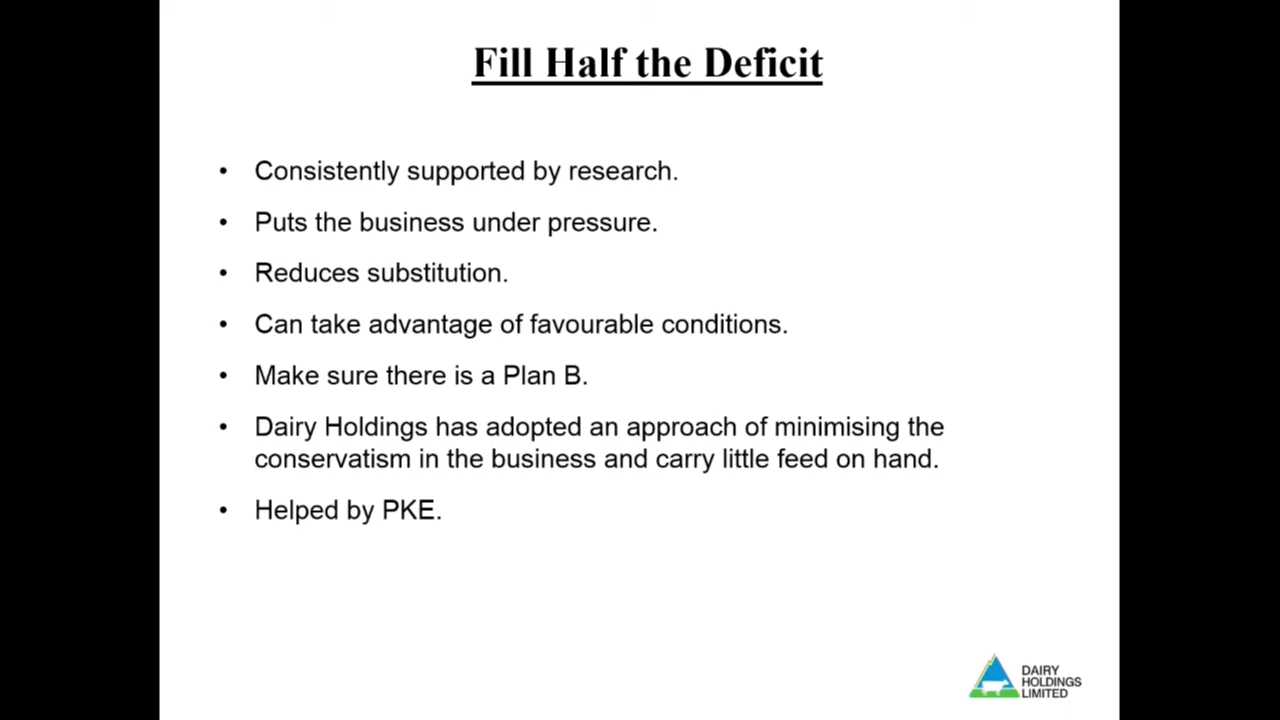 Fill Half the Deficit
• Consistently supported by research.
• Puts the business under pressure.
• Reduces substitution.
• Can take advantage of favourable conditions.
• Make sure there is a Plan B.
• Dairy Holdings has adopted an approach of minimising the
conservatism in the business and carry little feed on hand.
• Helped by PKE.
DAIRY
HOLDINGS
LIMITED